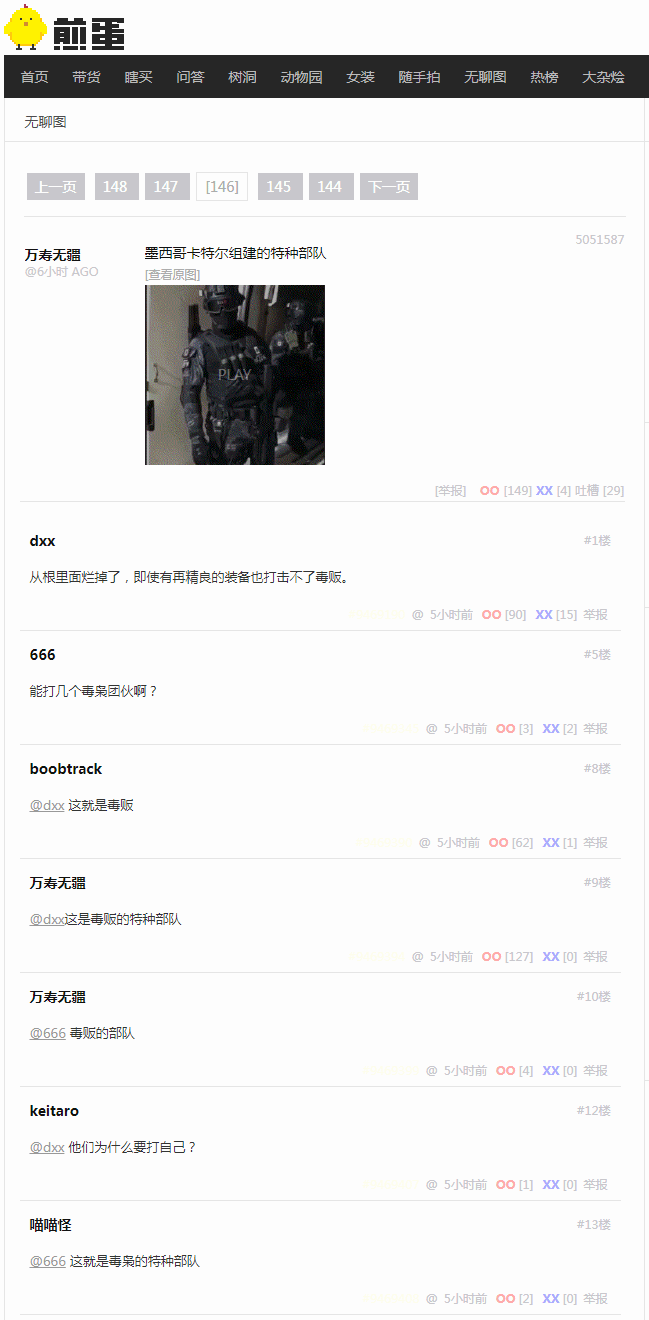 煎蛋
首页 带货 瞎买 问答 树洞 动物园 女装 随手拍 无聊图 热榜 大杂烩
无聊图
上一页 148 147 [146] 145 144 下一页
5051587
万寿无疆
@6小时 AGO
墨西哥卡特尔组建的特种部队
[查看原图]
PLAY
[举报] OO [149] XX [4] 吐槽 [29]
dxx #1楼
从根里面烂掉了，即使有再精良的装备也打击不了毒贩。
@ 5小时前 OO [90] XX [15] 举报
666 #5楼
能打几个毒枭团伙啊？
@ 5小时前 OO [3] XX [2] 举报
boobtrack #8楼
@dxx 这就是毒贩
@ 5小时前 OO [62] XX [1] 举报
万寿无疆 #9楼
@dxx这是毒贩的特种部队
@ 5小时前 OO [127] XX [0] 举报
万寿无疆 #10楼
@666 毒贩的部队
@ 5小时前 OO [4] XX [0] 举报
keitaro #12楼
@dxx 他们为什么要打自己？
@ 5小时前 OO [1] XX [0] 举报
喵喵怪 #13楼
@666 这就是毒枭的特种部队
@ 5小时前 OO [2] XX [0] 举报